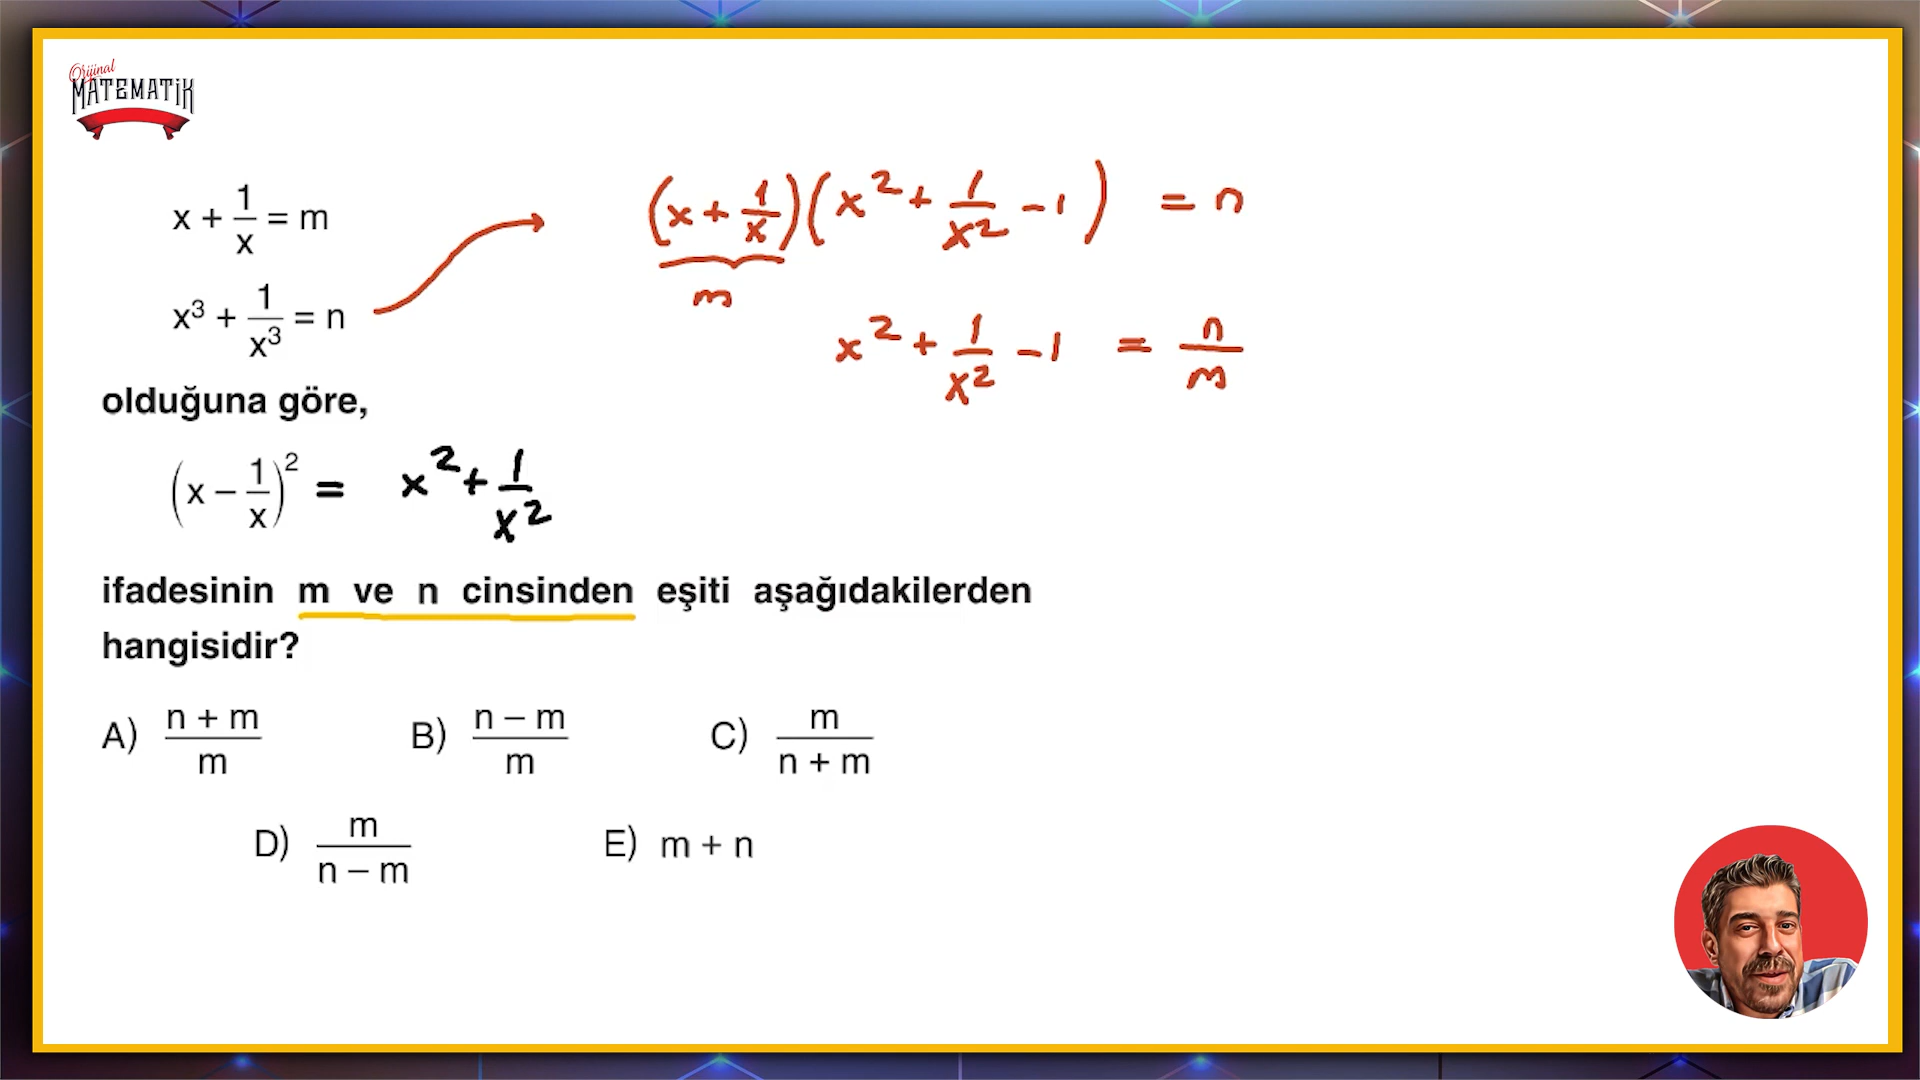 Orijinal
MATEMATİK
x + 1/x = m
x³ + 1/x³ = n
(x + 1/x)(x² + 1/x² - 1) = n
m
x² + 1/x² - 1 = n/m
olduğuna göre,
(x – 1/x)² = x² + 1/x²
ifadesinin m ve n cinsinden eşiti aşağıdakilerden
hangisidir?
A) (n + m)/m B) (n – m)/m C) m/(n + m)
D) m/(n – m) E) m + n